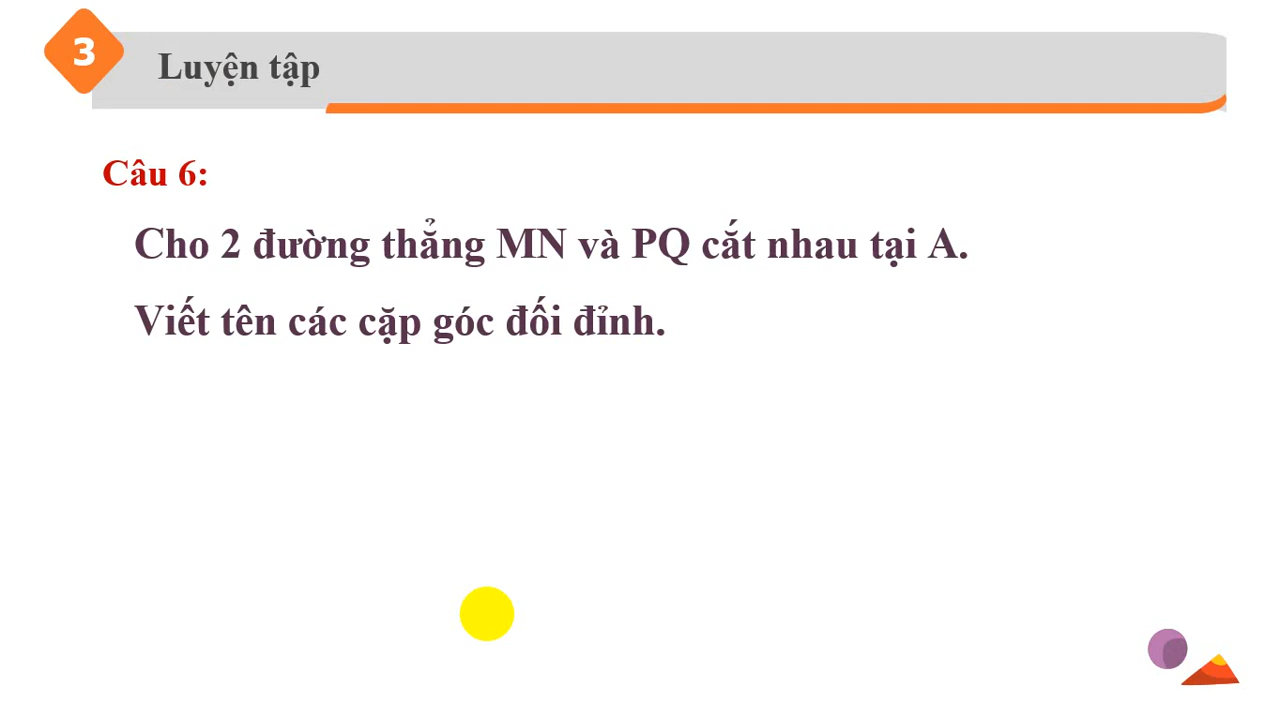 3
Luyện tập
Câu 6:
Cho 2 đường thẳng MN và PQ cắt nhau tại A.
Viết tên các cặp góc đối đỉnh.